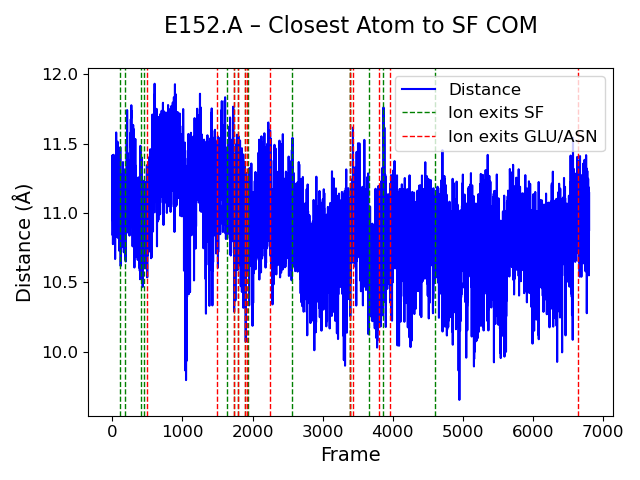 E152.A – Closest Atom to SF COM
12.0
11.5
11.0
10.5
10.0
Distance (Å)
Distance
Ion exits SF
Ion exits GLU/ASN
0 1000 2000 3000 4000 5000 6000 7000
Frame